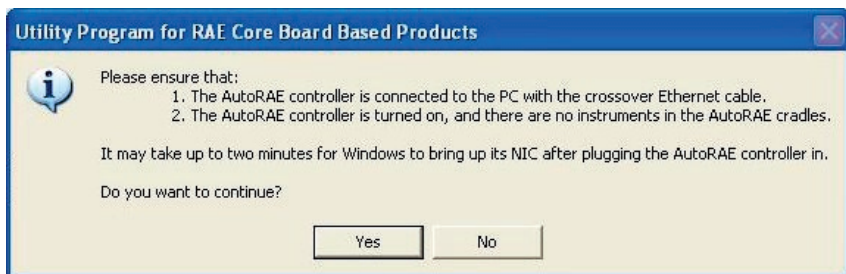 Utility Program for RAE Core Board Based Products
Please ensure that:
1. The AutoRAE controller is connected to the PC with the crossover Ethernet cable.
2. The AutoRAE controller is turned on, and there are no instruments in the AutoRAE cradles.
It may take up to two minutes for Windows to bring up its NIC after plugging the AutoRAE controller in.
Do you want to continue?
Yes
No